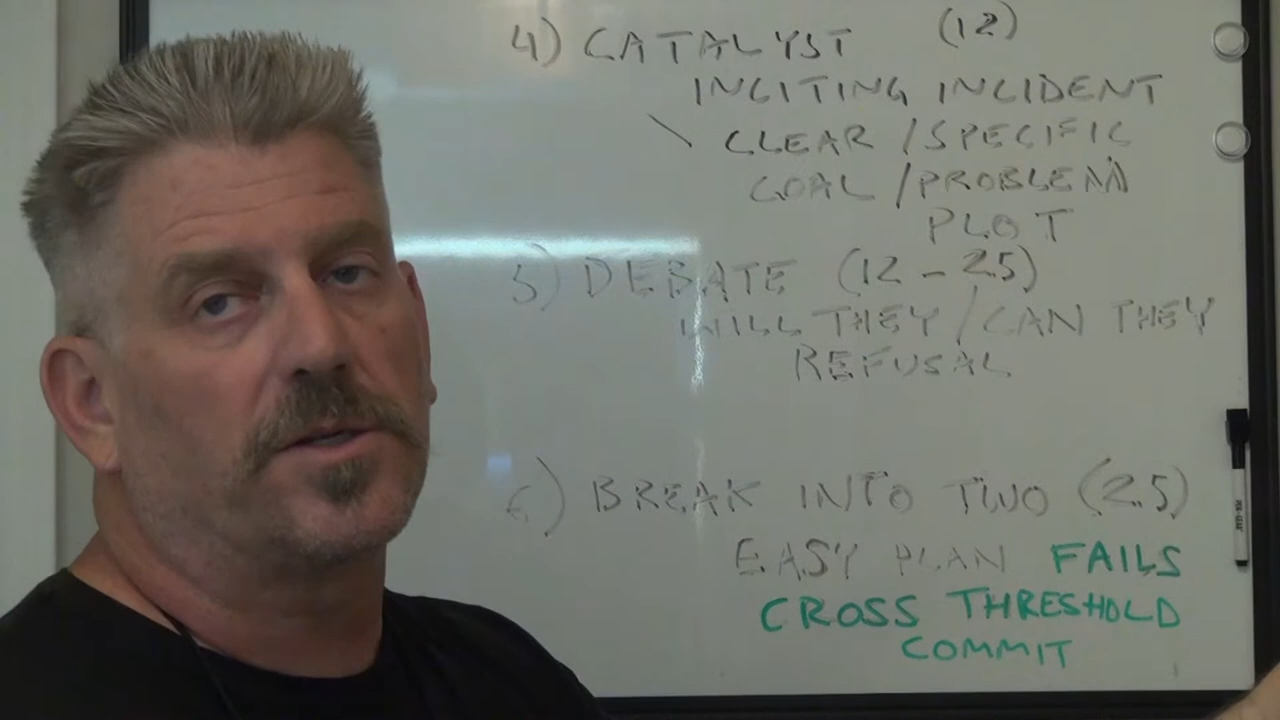 4) CATALYST (12)
INCITING INCIDENT
CLEAR / SPECIFIC
GOAL / PROBLEM
PLOT
5) DEBATE (12 - 25)
WILL THEY / CAN THEY
REFUSAL
6) BREAK INTO TWO (25)
EASY PLAN FAILS
CROSS THRESHOLD
COMMIT